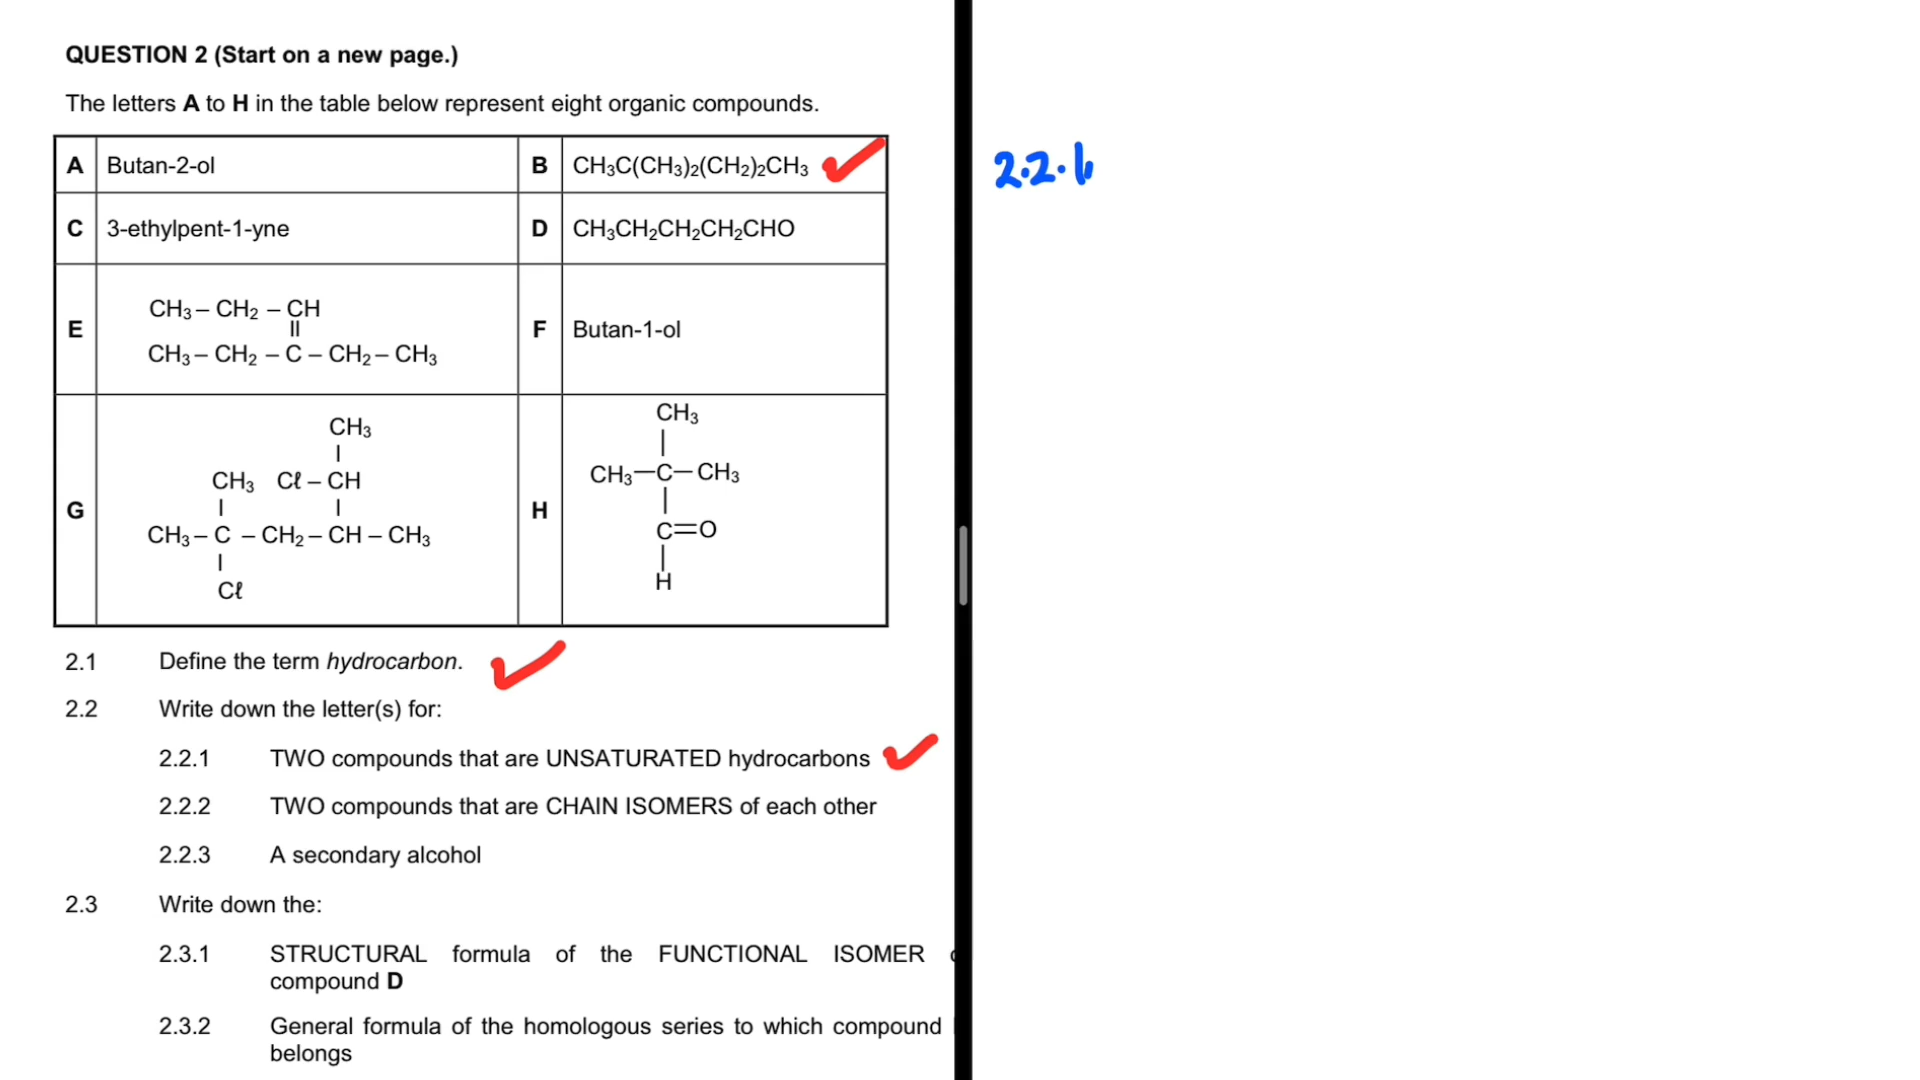 QUESTION 2 (Start on a new page.)
The letters A to H in the table below represent eight organic compounds.
A Butan-2-ol B CH₃C(CH₃)₂(CH₂)₂CH₃
C 3-ethylpent-1-yne D CH₃CH₂CH₂CH₂CHO
E
CH₃ – CH₂ – CH
||
CH₃ – CH₂ – C – CH₂ – CH₃
F Butan-1-ol
G
CH₃
|
CH₃ Cℓ – CH
| |
CH₃ – C – CH₂ – CH – CH₃
|
Cℓ
H
CH₃
|
CH₃—C—CH₃
|
C=O
|
H
2.1 Define the term hydrocarbon.
2.2 Write down the letter(s) for:
2.2.1 TWO compounds that are UNSATURATED hydrocarbons
2.2.2 TWO compounds that are CHAIN ISOMERS of each other
2.2.3 A secondary alcohol
2.3 Write down the:
2.3.1 STRUCTURAL formula of the FUNCTIONAL ISOMER
compound D
2.3.2 General formula of the homologous series to which compound
belongs
2.2.1